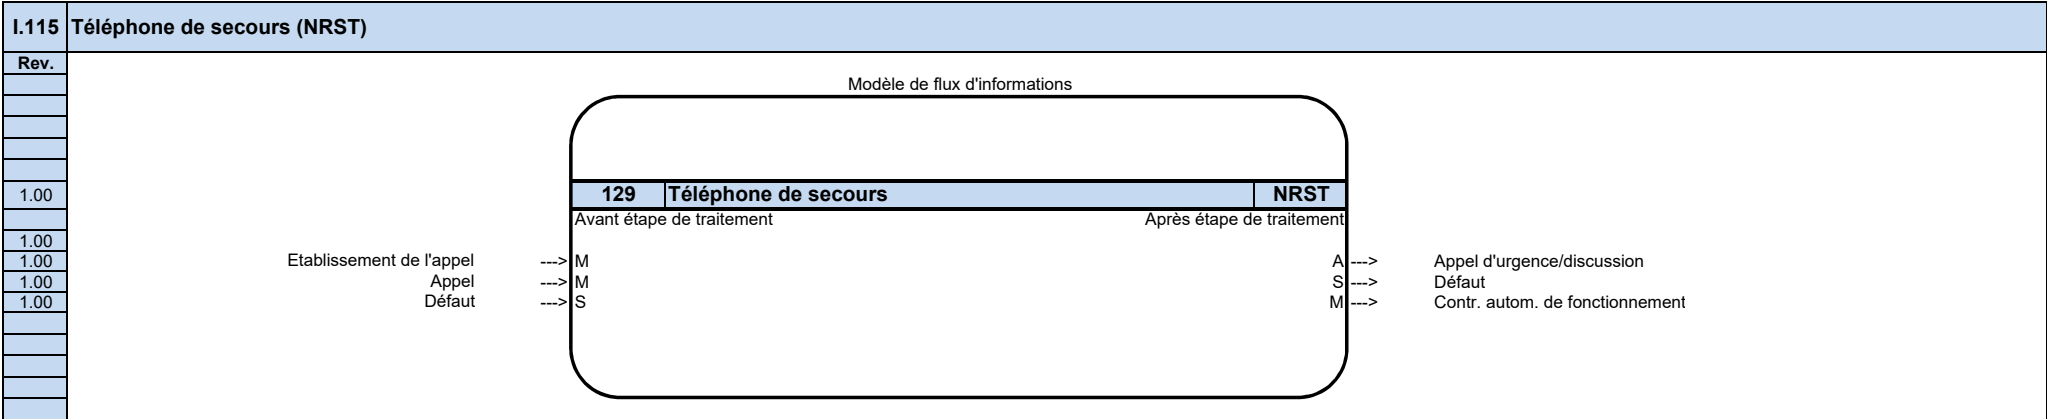 I.115 Téléphone de secours (NRST)
Rev.
Modèle de flux d'informations
1.00 129 Téléphone de secours NRST
Avant étape de traitement Après étape de traitement
1.00
1.00 Etablissement de l'appel ---> M A ---> Appel d'urgence/discussion
1.00 Appel ---> M S ---> Défaut
1.00 Défaut ---> S M ---> Contr. autom. de fonctionnement